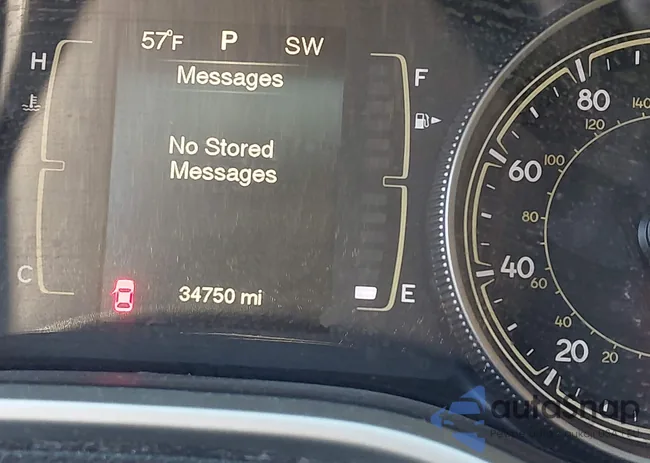 57°F P SW
Messages
H
F
No Stored
Messages
C
34750 mi
E
80
140
120
60
100
80
40
60
40
20
20
autoSnap